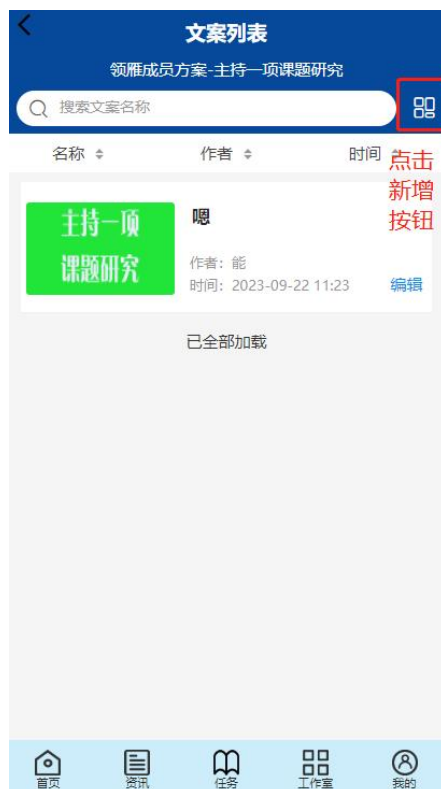 文案列表
领雁成员方案-主持一项课题研究
搜索文案名称
名称
作者
时间
点击
新增
按钮
主持一项
课题研究
嗯
作者：能
时间：2023-09-22 11:23
编辑
已全部加载
首页
资讯
任务
工作室
我的